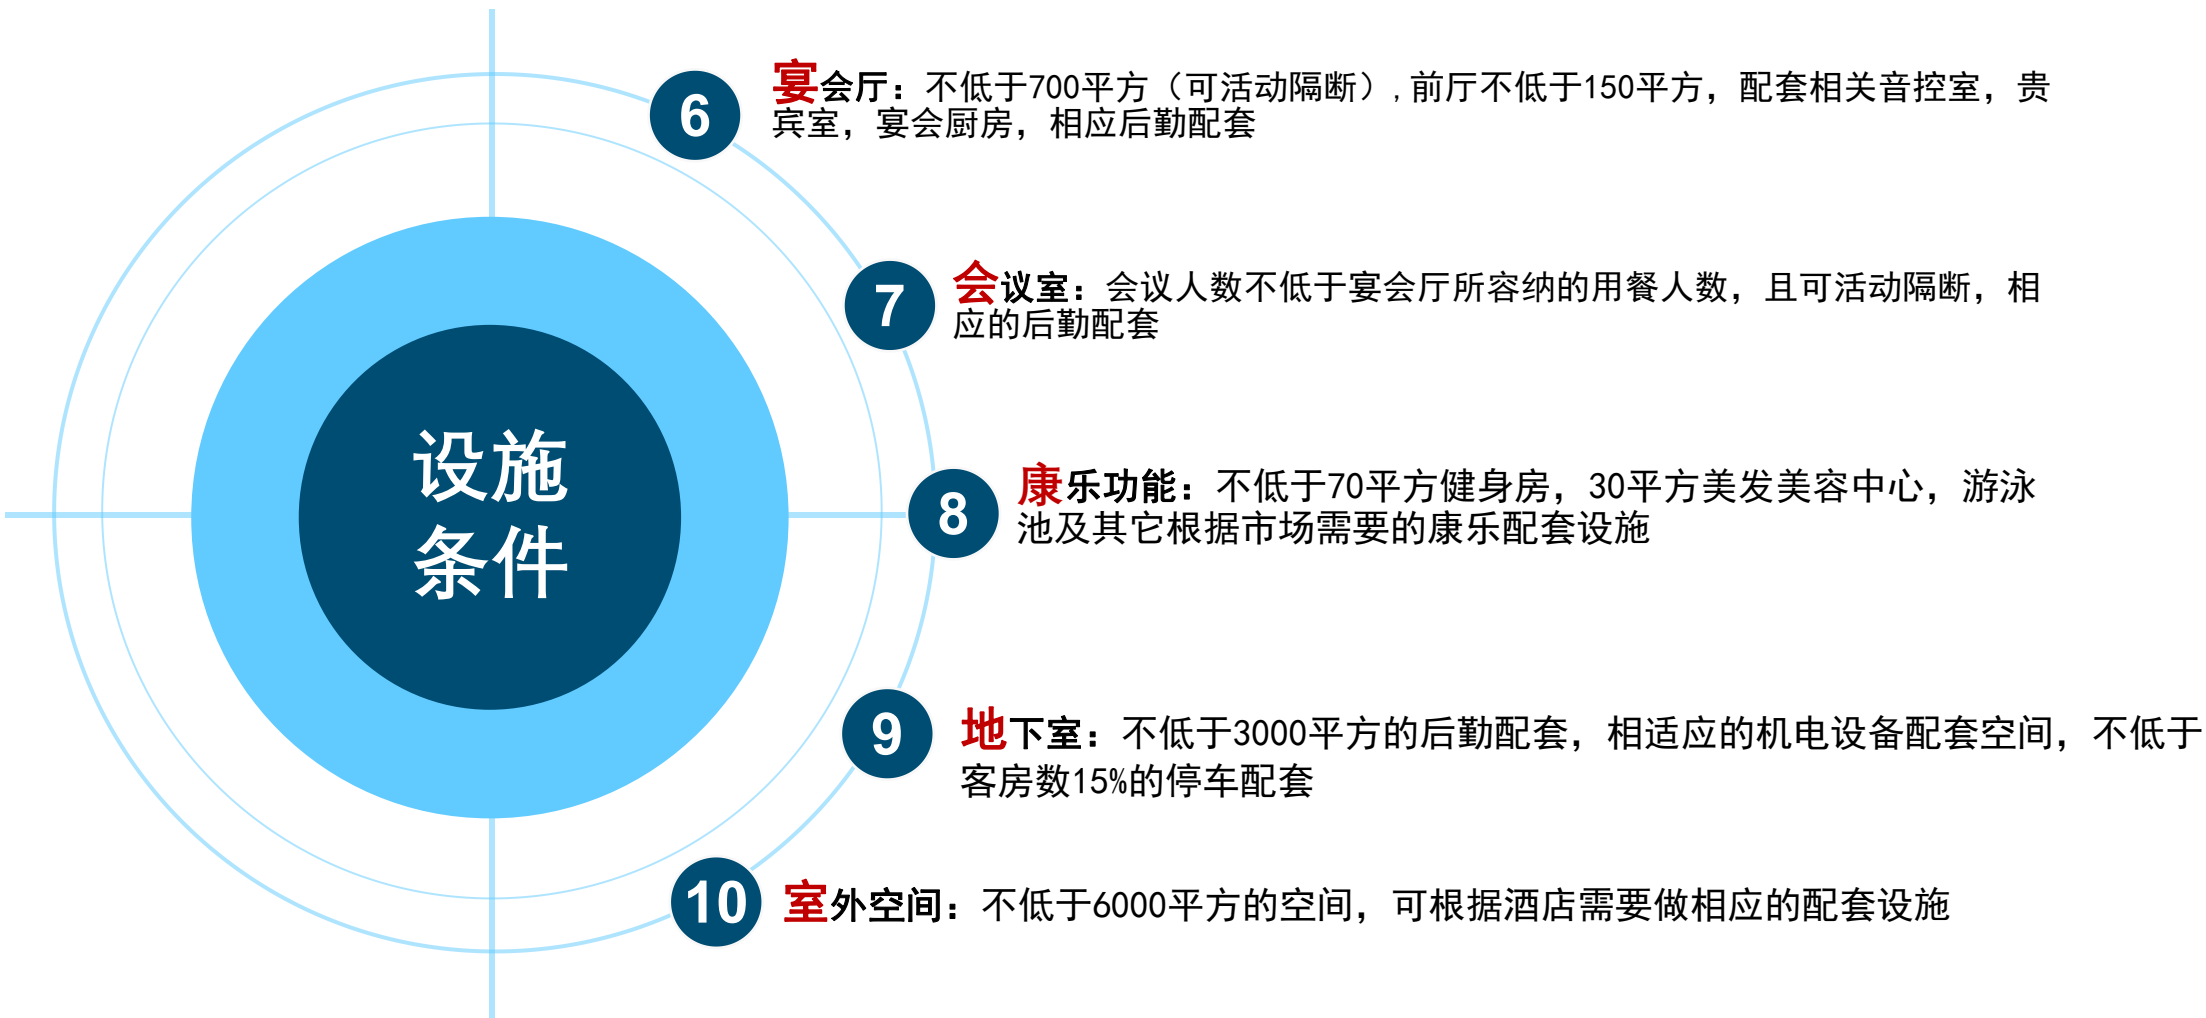 6
宴会厅：不低于700平方（可活动隔断）,前厅不低于150平方，配套相关音控室，贵
宾室，宴会厨房，相应后勤配套
7
会议室：会议人数不低于宴会厅所容纳的用餐人数，且可活动隔断，相
应的后勤配套
设施
条件
8
康乐功能：不低于70平方健身房，30平方美发美容中心，游泳
池及其它根据市场需要的康乐配套设施
9
地下室：不低于3000平方的后勤配套，相适应的机电设备配套空间，不低于
客房数15%的停车配套
10
室外空间：不低于6000平方的空间，可根据酒店需要做相应的配套设施